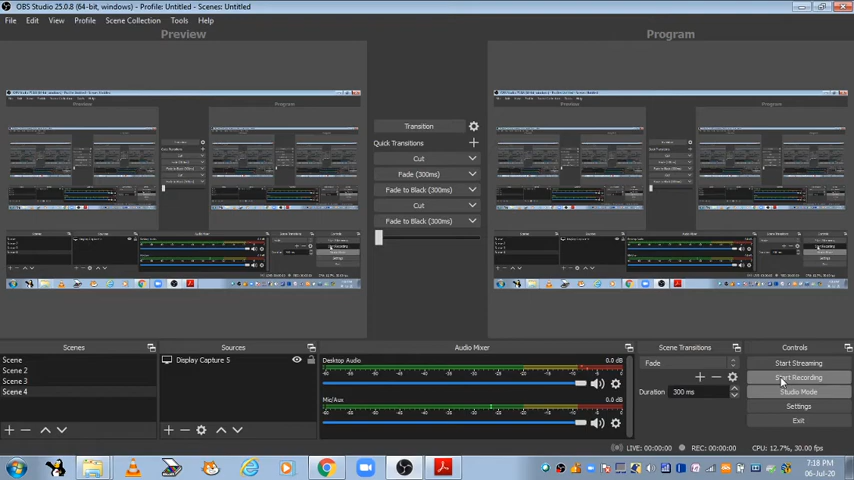 OBS Studio 25.0.8 (64-bit, windows) - Profile: Untitled - Scenes: Untitled
File Edit View Profile Scene Collection Tools Help
Preview
Program
Transition
Quick Transitions
Cut
Fade (300ms)
Fade to Black (300ms)
Cut
Fade to Black (300ms)
Scenes
Scene
Scene 2
Scene 3
Scene 4
Sources
Display Capture 5
Audio Mixer
Desktop Audio 0.0 dB
Mic/Aux 0.0 dB
Scene Transitions
Fade
Duration 300 ms
Controls
Start Streaming
Start Recording
Studio Mode
Settings
Exit
LIVE: 00:00:00 REC: 00:00:00 CPU: 12.7%, 30.00 fps
7:18 PM
06-Jul-20